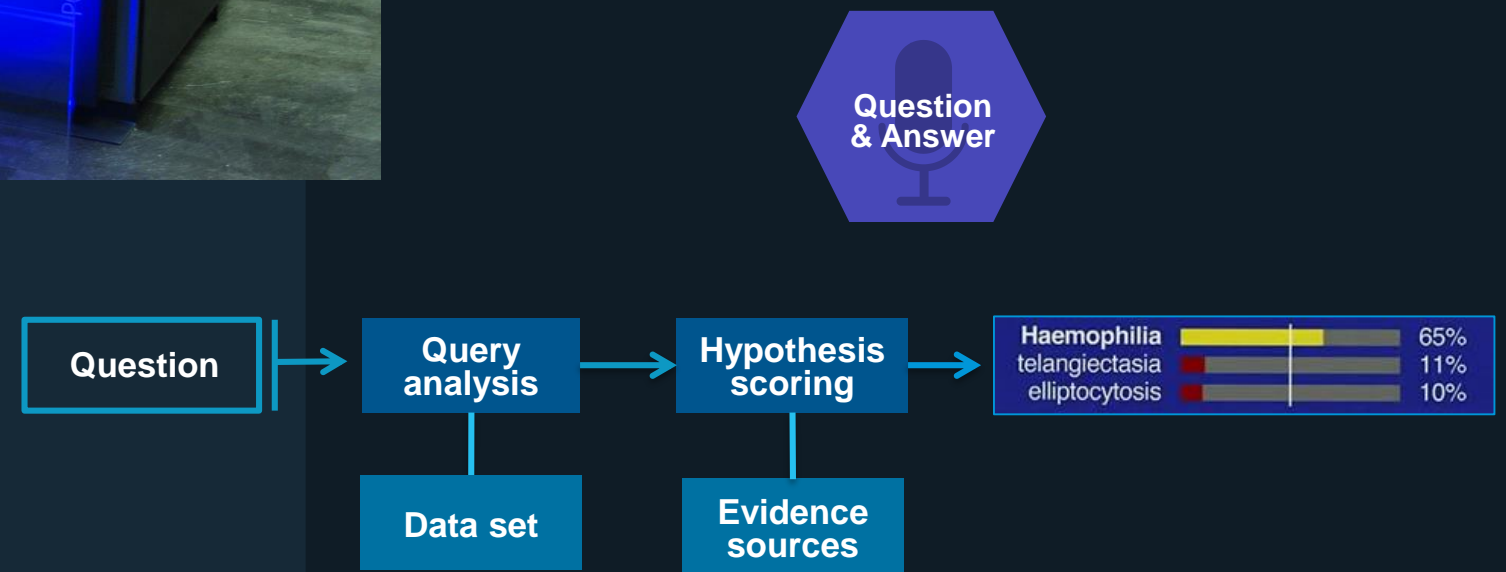 Question
& Answer
Question
Query
analysis
Hypothesis
scoring
Haemophilia 65%
telangiectasia 11%
elliptocytosis 10%
Data set
Evidence
sources